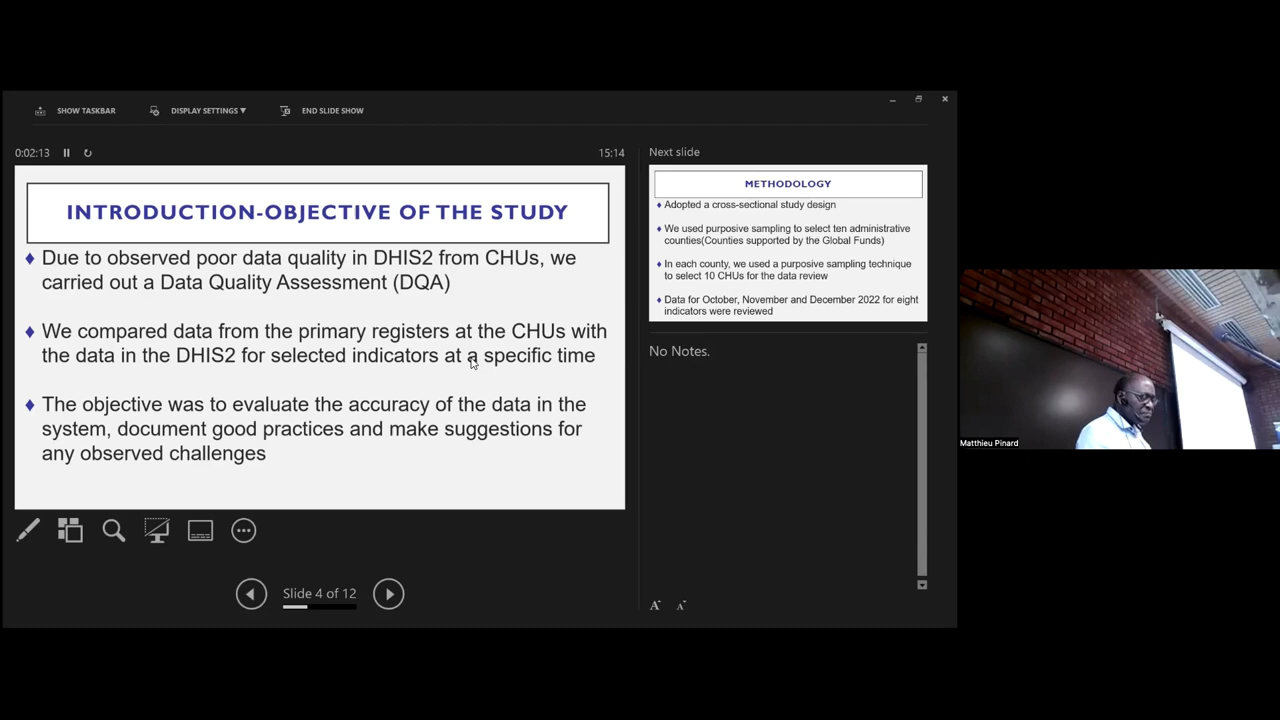 SHOW TASKBAR
DISPLAY SETTINGS ▼
END SLIDE SHOW
0:02:13
15:14
INTRODUCTION-OBJECTIVE OF THE STUDY
♦ Due to observed poor data quality in DHIS2 from CHUs, we
carried out a Data Quality Assessment (DQA)
♦ We compared data from the primary registers at the CHUs with
the data in the DHIS2 for selected indicators at a specific time
♦ The objective was to evaluate the accuracy of the data in the
system, document good practices and make suggestions for
any observed challenges
Slide 4 of 12
Next slide
METHODOLOGY
♦ Adopted a cross-sectional study design
♦ We used purposive sampling to select ten administrative
counties(Counties supported by the Global Funds)
♦ In each county, we used a purposive sampling technique
to select 10 CHUs for the data review
♦ Data for October, November and December 2022 for eight
indicators were reviewed
No Notes.
A A
Matthieu Pinard